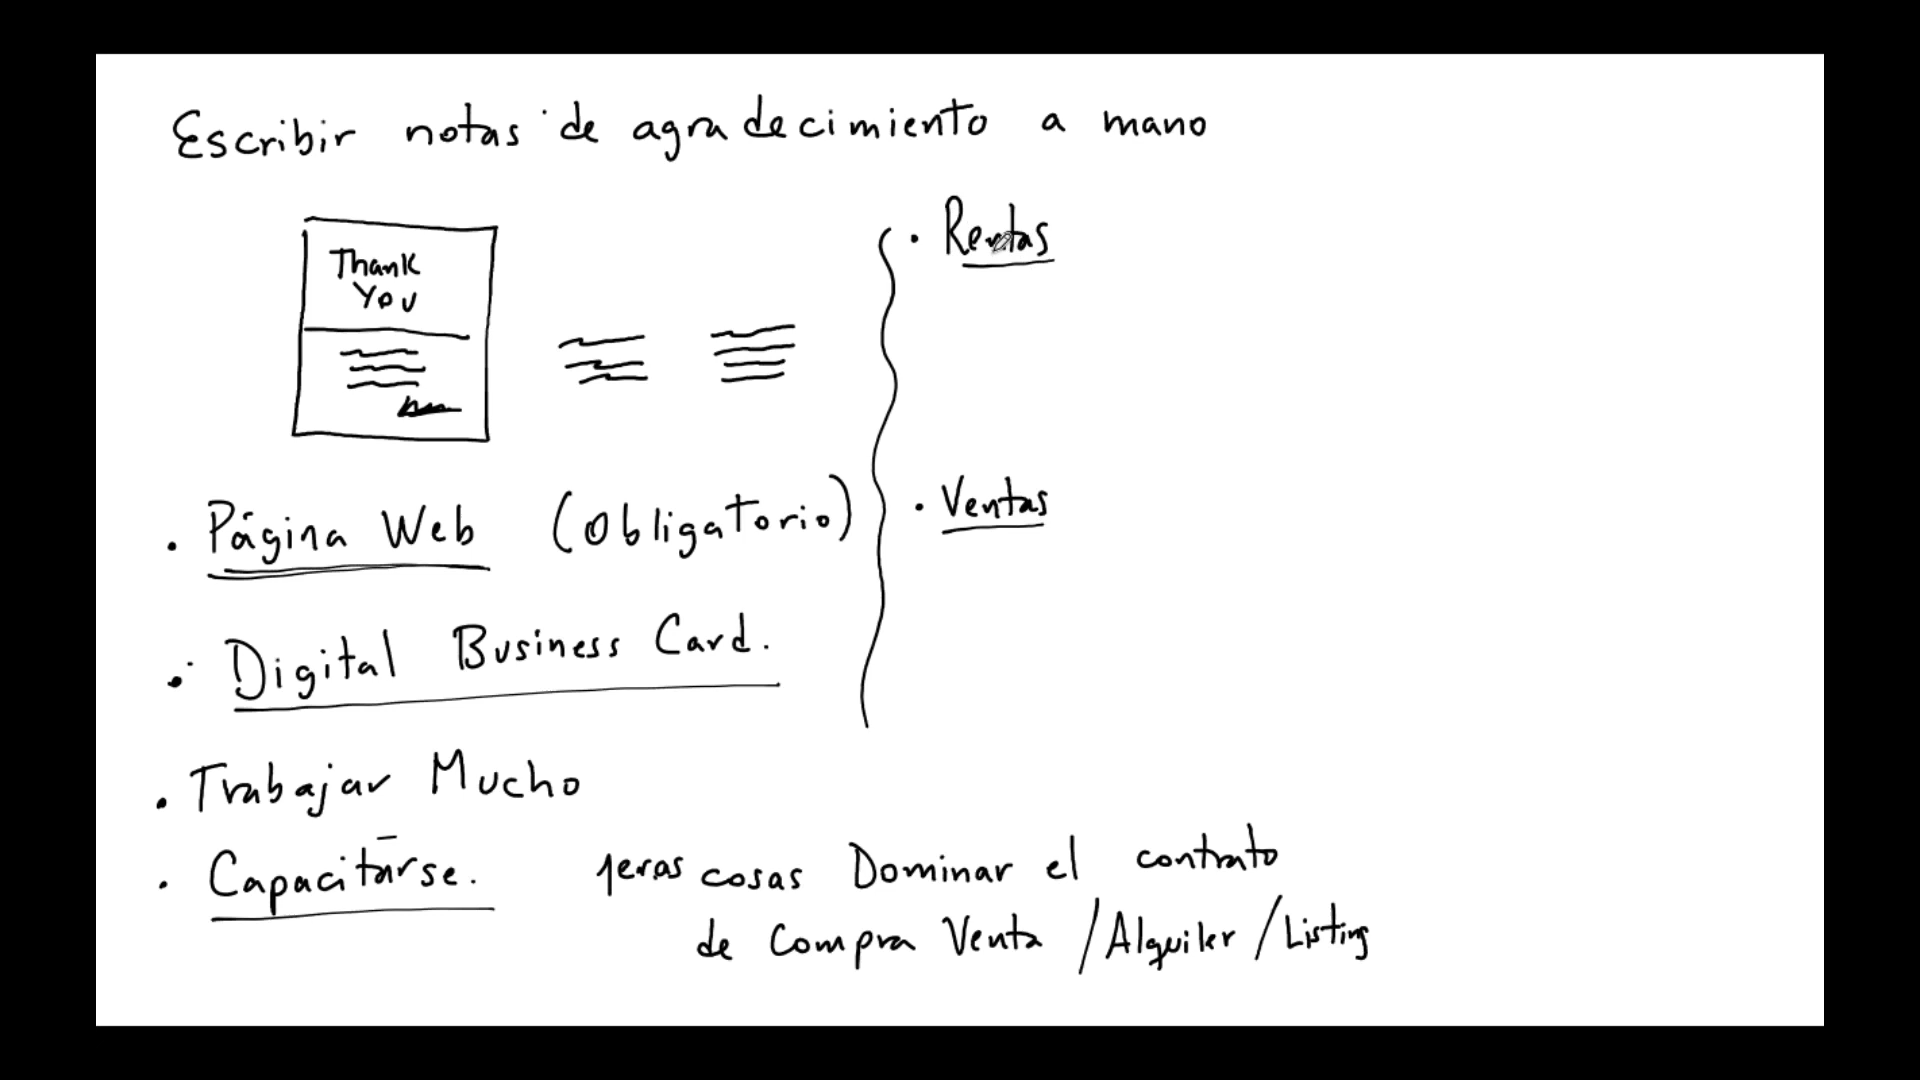 Escribir notas de agradecimiento a mano
Thank
You
• Rentas
• Ventas
• Página Web (Obligatorio)
• Digital Business Card.
• Trabajar Mucho
• Capacitarse. 1eras cosas Dominar el contrato
de Compra Venta / Alquiler / Listing